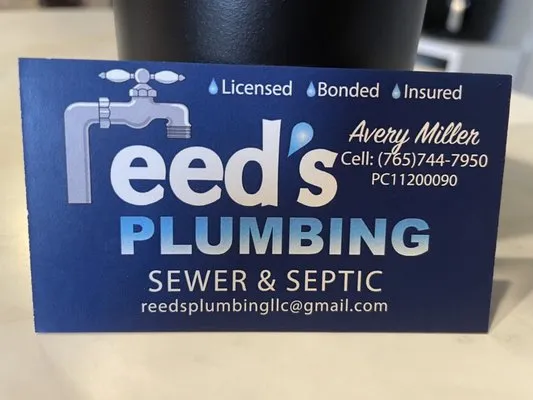 Licensed Bonded Insured
Avery Miller
Cell: (765)744-7950
PC11200090
reed's
PLUMBING
SEWER & SEPTIC
reedsplumbingllc@gmail.com